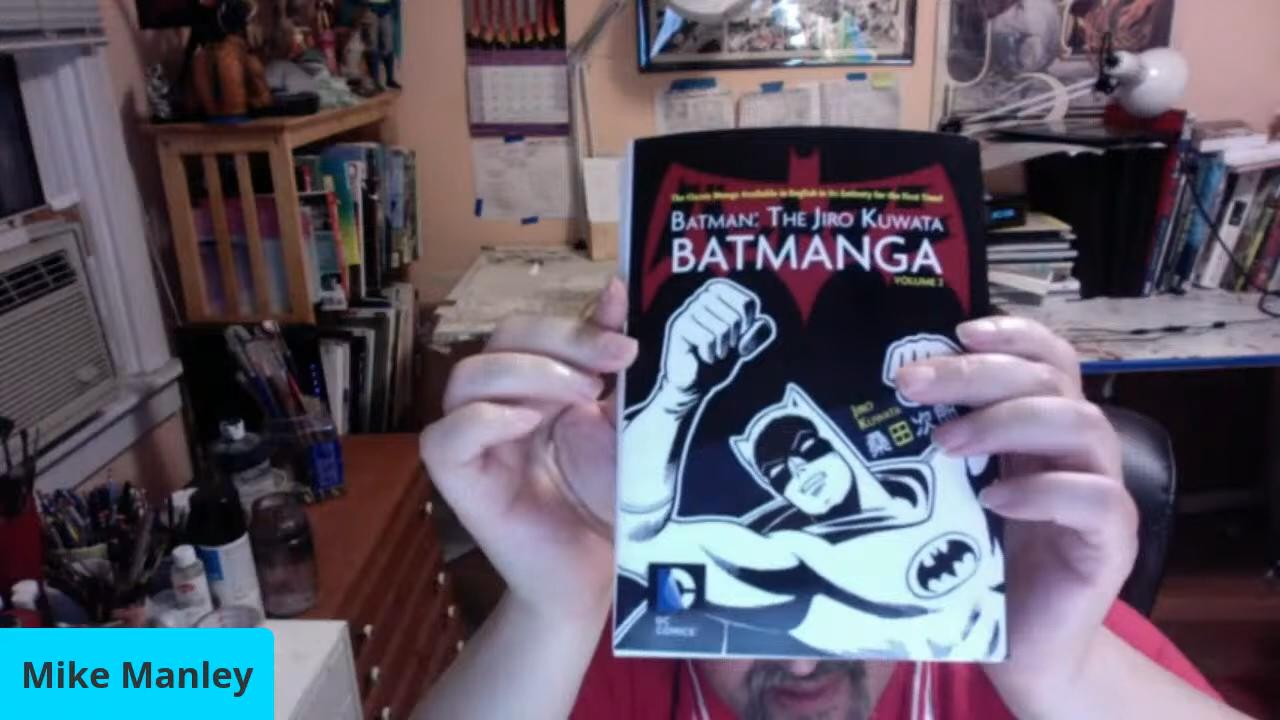 The Classic Manga Available in English in Its Entirety for the First Time!
BATMAN: THE JIRO KUWATA
BATMANGA
VOLUME 2
JIRO
KUWATA
桑田次郎
DC
DC
COMICS
Mike Manley